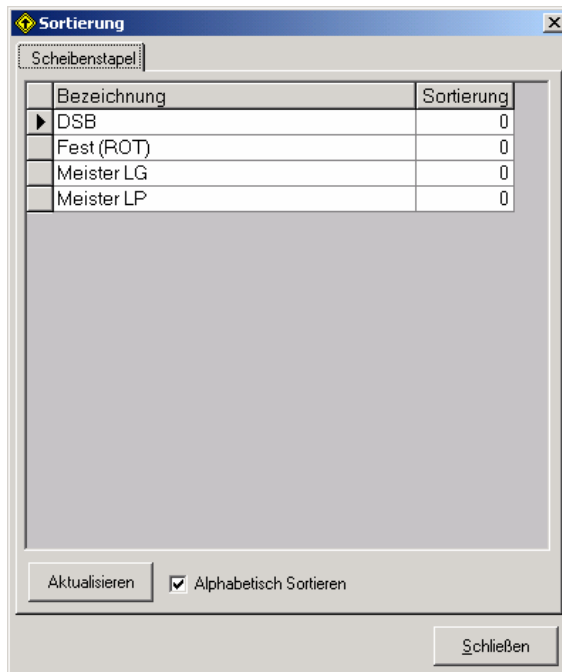 Sortierung
Scheibenstapel
Bezeichnung Sortierung
DSB 0
Fest (ROT) 0
Meister LG 0
Meister LP 0
Aktualisieren Alphabetisch Sortieren
Schließen